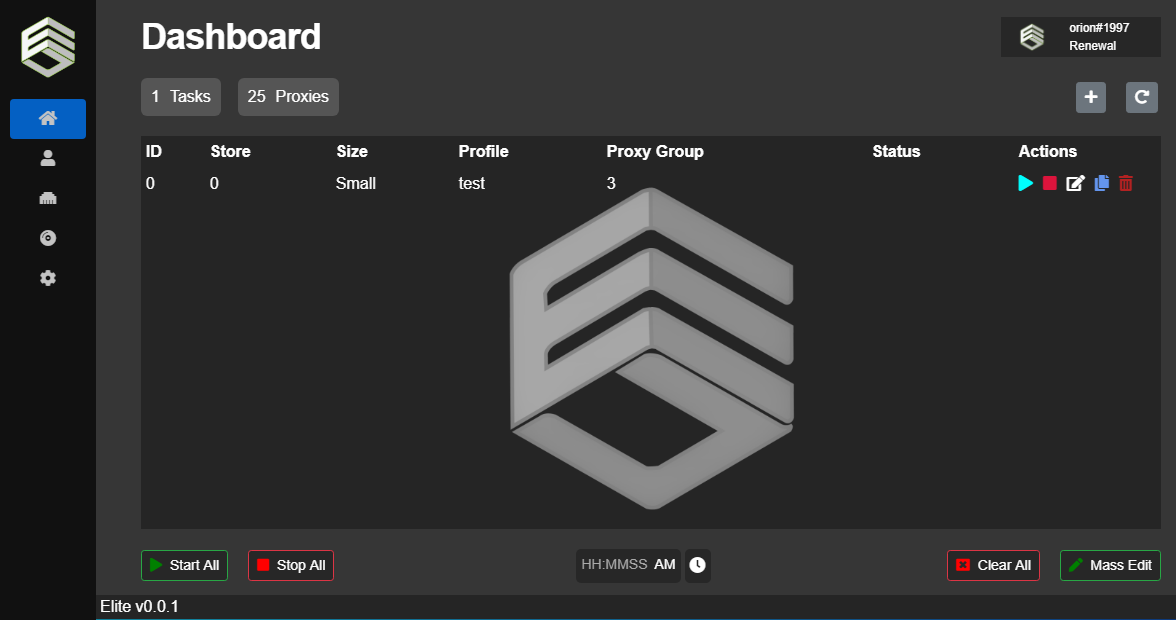 Dashboard
orion#1997
Renewal
1 Tasks
25 Proxies
ID Store Size Profile Proxy Group Status Actions
0 0 Small test 3
Start All
Stop All
HH:MMSS AM
Clear All
Mass Edit
Elite v0.0.1